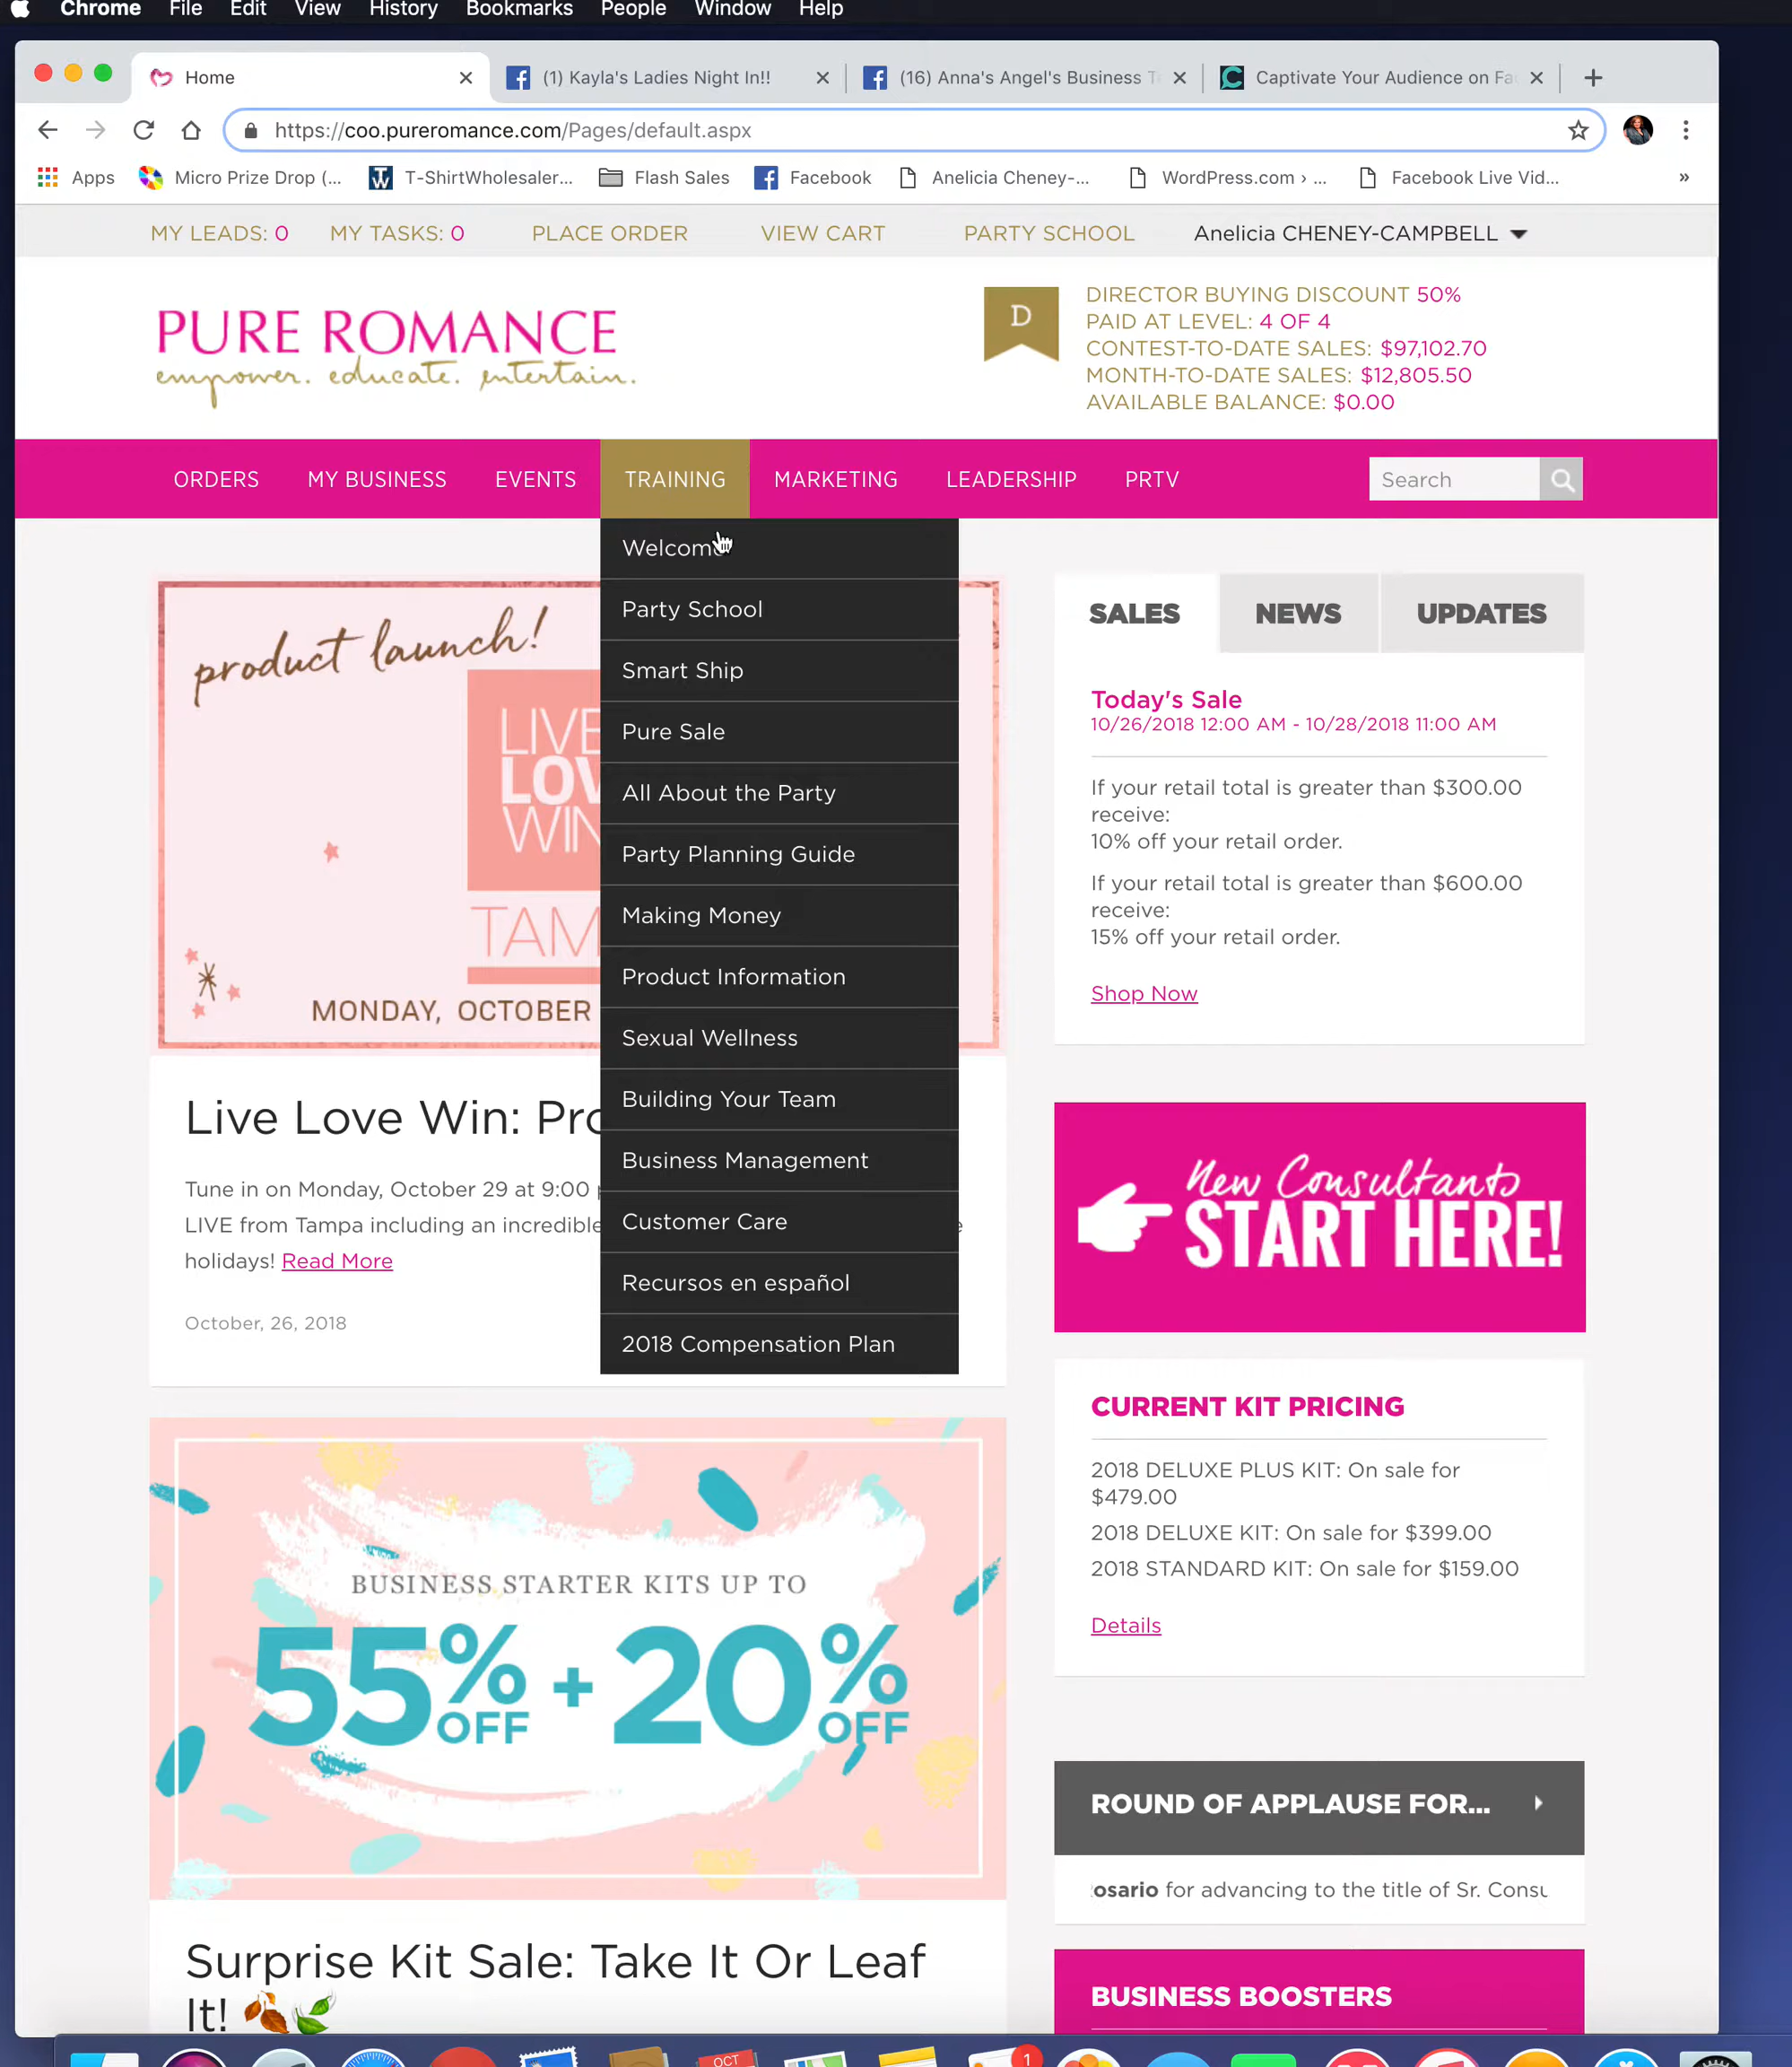 Chrome File Edit View History Bookmarks People Window Help
Home
(1) Kayla's Ladies Night In!!
(16) Anna's Angel's Business T
Captivate Your Audience on Fa
https://coo.pureromance.com/Pages/default.aspx
Apps
Micro Prize Drop (...
T-ShirtWholesaler...
Flash Sales
Facebook
Anelicia Cheney-...
WordPress.com › ...
Facebook Live Vid...
»
MY LEADS: 0 MY TASKS: 0 PLACE ORDER VIEW CART PARTY SCHOOL Anelicia CHENEY-CAMPBELL
PURE ROMANCE
empower. educate. entertain.
D
DIRECTOR BUYING DISCOUNT 50%
PAID AT LEVEL: 4 OF 4
CONTEST-TO-DATE SALES: $97,102.70
MONTH-TO-DATE SALES: $12,805.50
AVAILABLE BALANCE: $0.00
ORDERS MY BUSINESS EVENTS TRAINING MARKETING LEADERSHIP PRTV Search
Welcome
Party School
Smart Ship
Pure Sale
All About the Party
Party Planning Guide
Making Money
Product Information
Sexual Wellness
Building Your Team
Business Management
Customer Care
Recursos en español
2018 Compensation Plan
product launch!
LIVE
LOV
WIN
TAM
MONDAY, OCTOBER
Live Love Win: Pro
Tune in on Monday, October 29 at 9:00
LIVE from Tampa including an incredible
holidays! Read More
October, 26, 2018
BUSINESS STARTER KITS UP TO
55% OFF + 20% OFF
Surprise Kit Sale: Take It Or Leaf
It!
SALES NEWS UPDATES
Today's Sale
10/26/2018 12:00 AM - 10/28/2018 11:00 AM
If your retail total is greater than $300.00
receive:
10% off your retail order.
If your retail total is greater than $600.00
receive:
15% off your retail order.
Shop Now
New Consultants
START HERE!
CURRENT KIT PRICING
2018 DELUXE PLUS KIT: On sale for
$479.00
2018 DELUXE KIT: On sale for $399.00
2018 STANDARD KIT: On sale for $159.00
Details
ROUND OF APPLAUSE FOR...
osario for advancing to the title of Sr. Consu
BUSINESS BOOSTERS
OCT
1